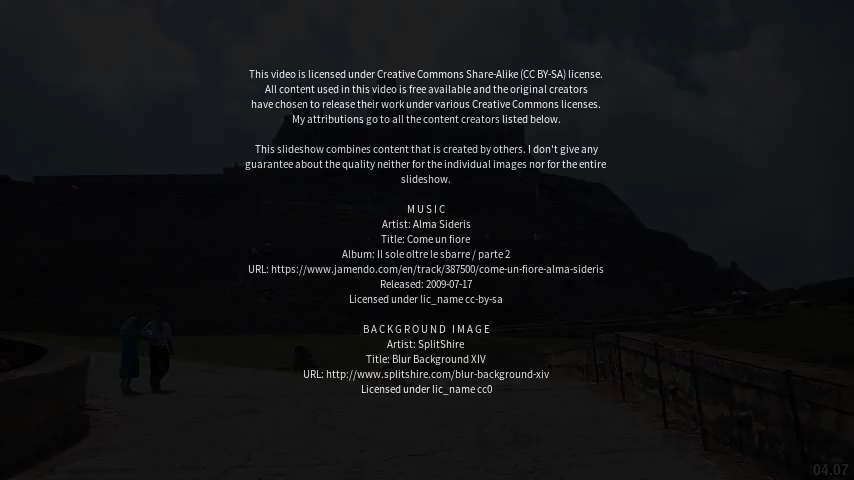 This video is licensed under Creative Commons Share-Alike (CC BY-SA) license.
All content used in this video is free available and the original creators
have chosen to release their work under various Creative Commons licenses.
My attributions go to all the content creators listed below.
This slideshow combines content that is created by others. I don't give any
guarantee about the quality neither for the individual images nor for the entire
slideshow.
MUSIC
Artist: Alma Sideris
Title: Come un fiore
Album: Il sole oltre le sbarre / parte 2
URL: https://www.jamendo.com/en/track/387500/come-un-fiore-alma-sideris
Released: 2009-07-17
Licensed under lic_name cc-by-sa
BACKGROUND IMAGE
Artist: SplitShire
Title: Blur Background XIV
URL: http://www.splitshire.com/blur-background-xiv
Licensed under lic_name cc0
04.07